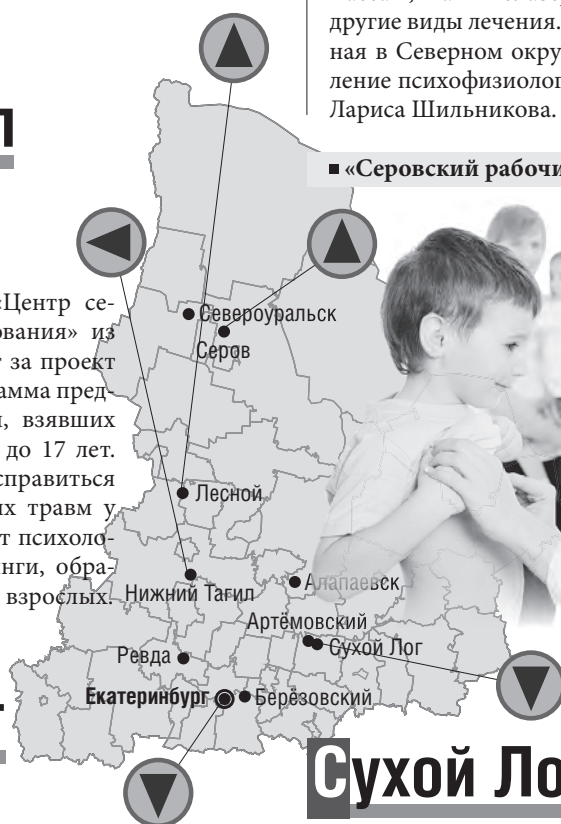 другие виды лечения.
ная в Северном окру
ление психофизиолог
Лариса Шильникова.
«Серовский рабочи
«Центр се-
ования» из
за проект
амма пред-
и, взявших
до 17 лет.
справиться
их травм у
т психоло-
нги, обра-
взрослых.
Североуральск
Серов
Лесной
Нижний Тагил
Алапаевск
Артёмовский
Сухой Лог
Ревда
Екатеринбург
Берёзовский
Сухой Ло